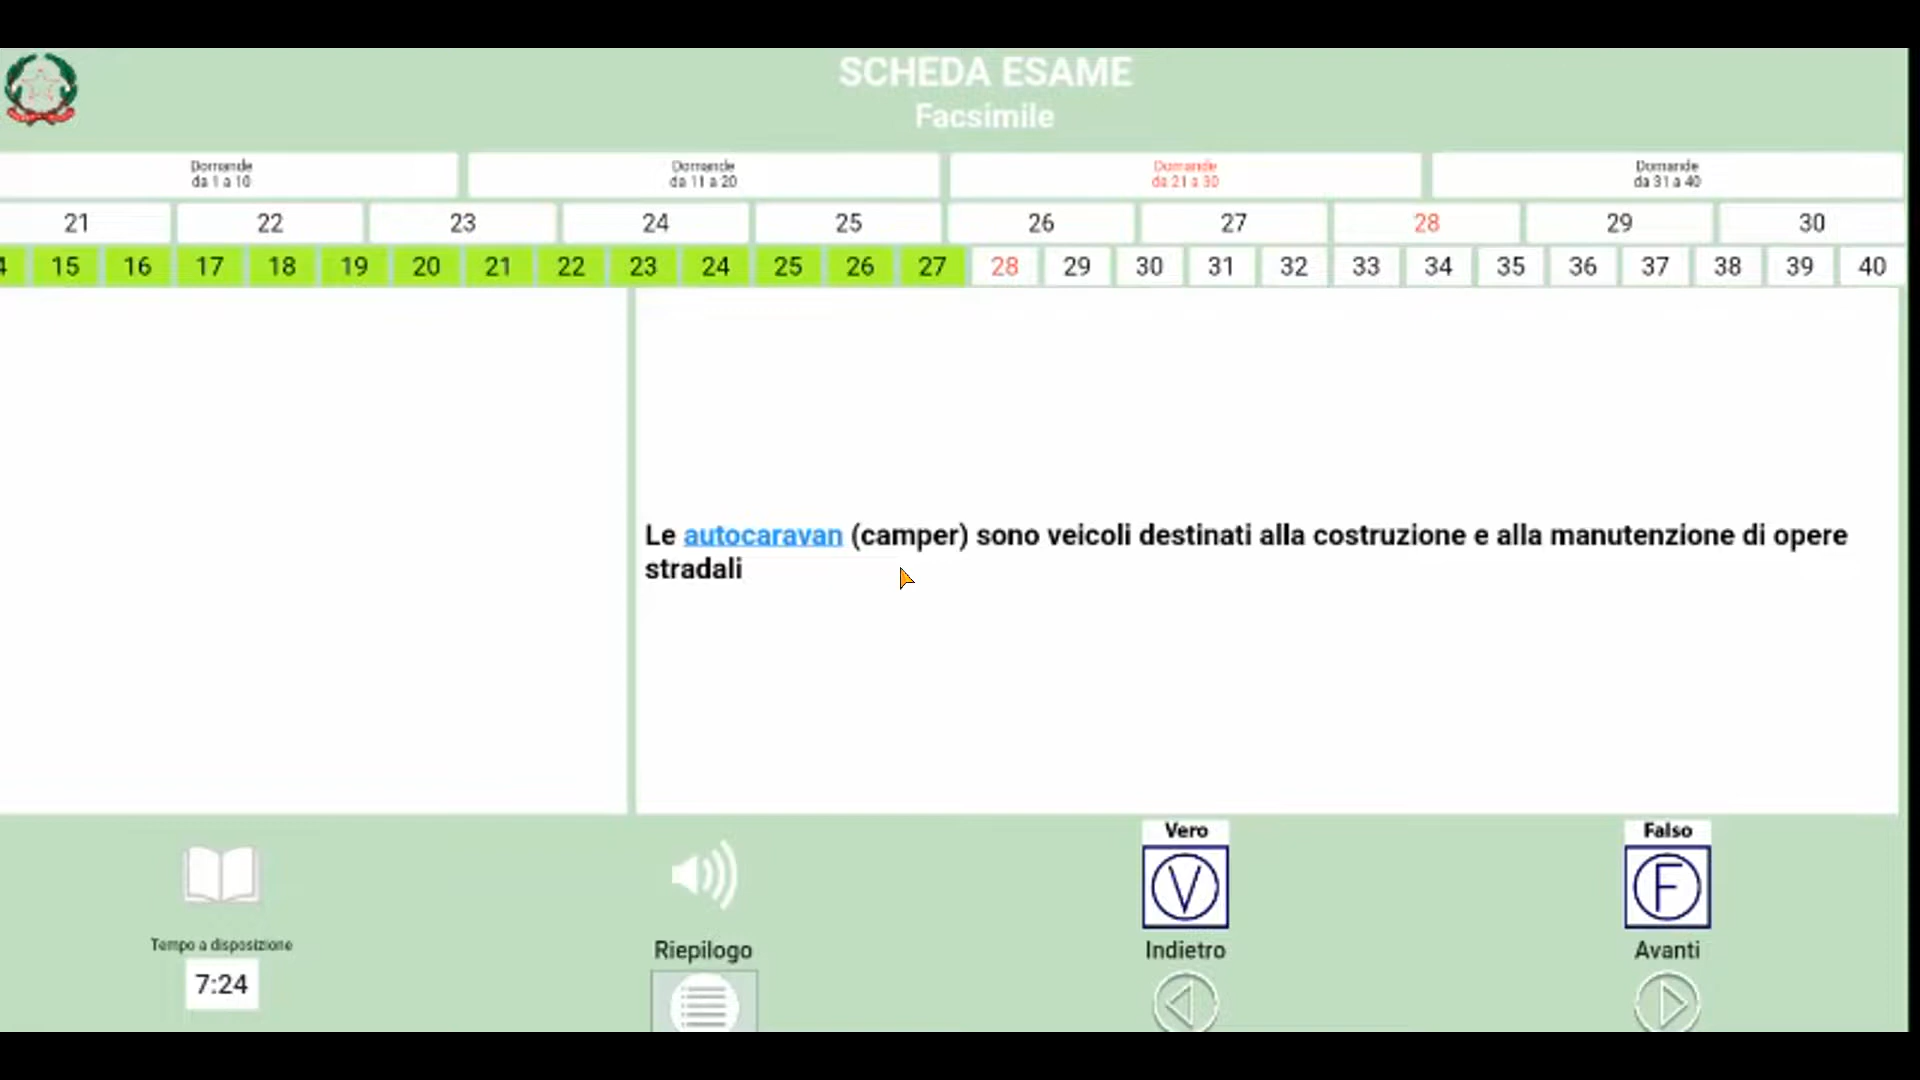 SCHEDA ESAME
Facsimile
Domande
da 1 a 10
Domande
da 11 a 20
Domande
da 21 a 30
Domande
da 31 a 40
21 22 23 24 25 26 27 28 29 30
4 15 16 17 18 19 20 21 22 23 24 25 26 27 28 29 30 31 32 33 34 35 36 37 38 39 40
Le autocaravan (camper) sono veicoli destinati alla costruzione e alla manutenzione di opere
stradali
Vero
V
Falso
F
Tempo a disposizione
7:24
Riepilogo
Indietro
Avanti